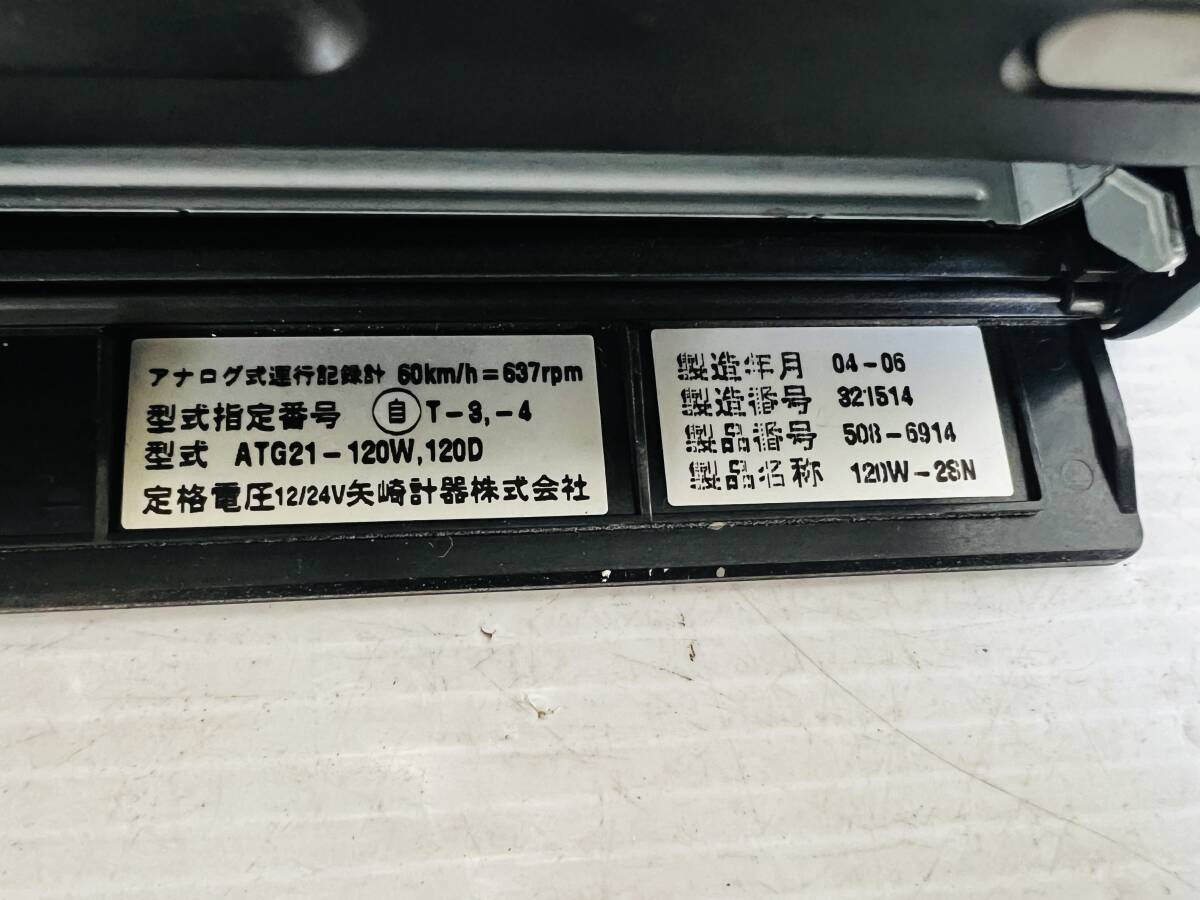 アナログ式運行記録計 60km/h=637rpm
型式指定番号 自 T-3,-4
型式 ATG21-120W,120D
定格電圧12/24V矢崎計器株式会社
製造年月 04-06
製造番号 321514
製品番号 508-6914
製品名称 120W-2SN